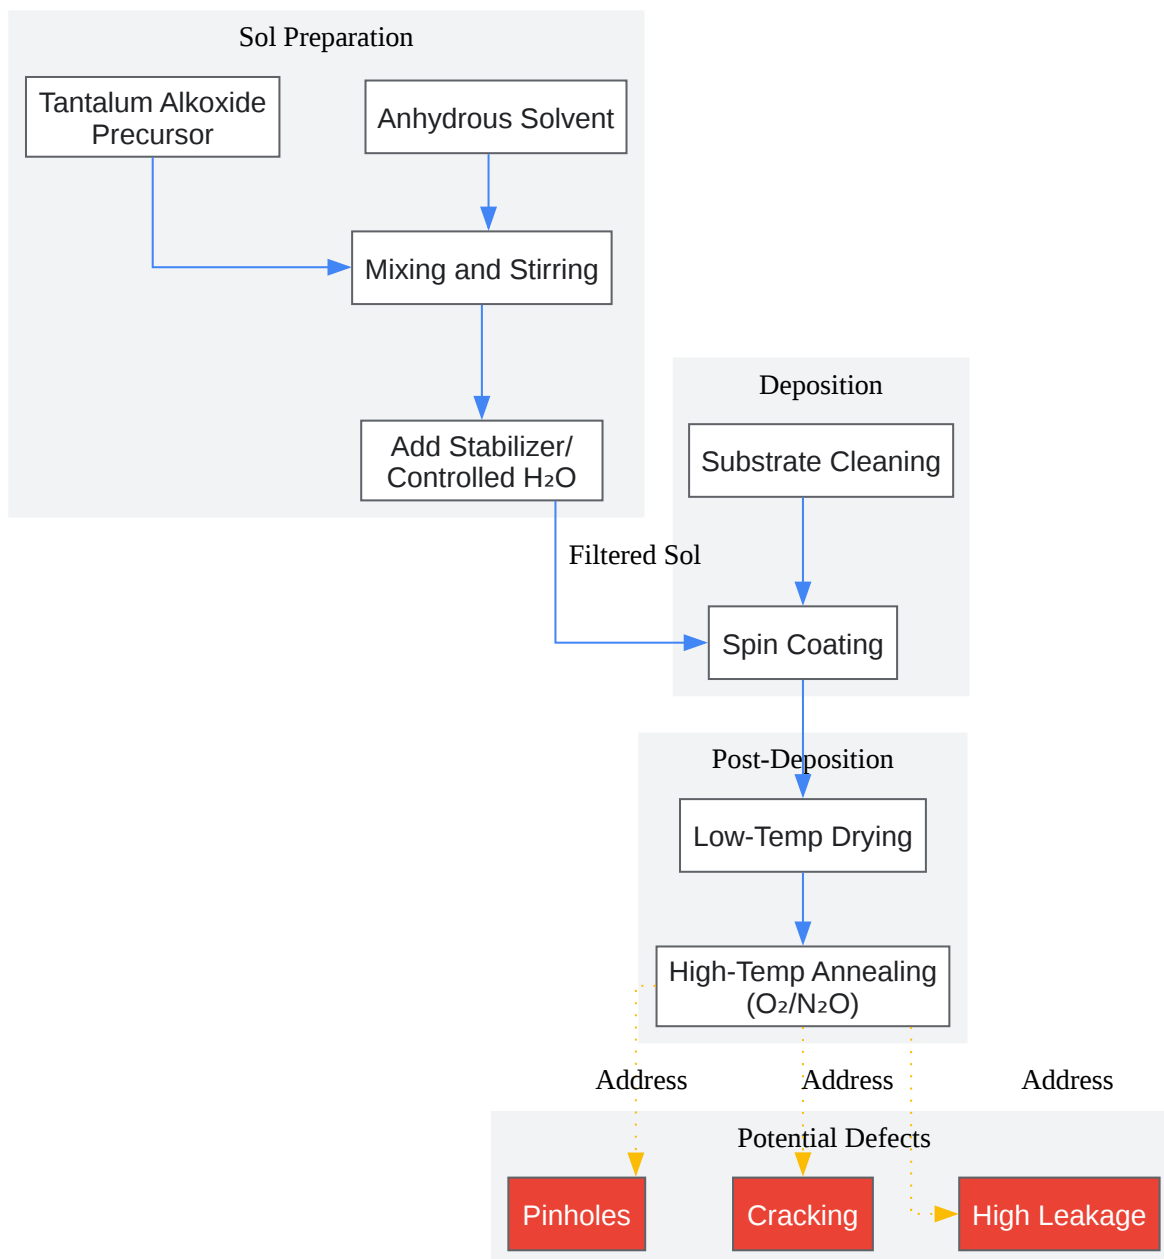 Sol Preparation
Tantalum Alkoxide
Precursor
Anhydrous Solvent
Mixing and Stirring
Add Stabilizer/
Controlled H₂O
Filtered Sol
Deposition
Substrate Cleaning
Spin Coating
Post-Deposition
Low-Temp Drying
High-Temp Annealing
(O₂/N₂O)
Address
Address
Address
Potential Defects
Pinholes
Cracking
High Leakage